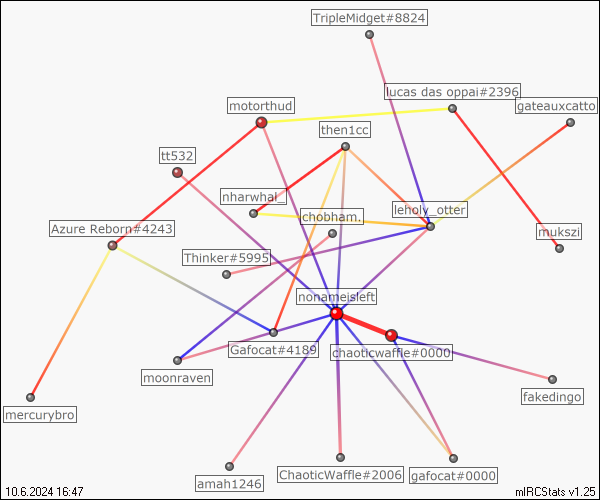 TripleMidget#8824
lucas das oppai#2396
motorthud
gateauxcatto
then1cc
tt532
nharwhal_
leholy_otter
chobham.
Azure Reborn#4243
mukszi
Thinker#5995
nonameisleft
Gafocat#4189
chaoticwaffle#0000
moonraven
fakedingo
mercurybro
ChaoticWaffle#2006
gafocat#0000
amah1246
10.6.2024 16:47
mIRCStats v1.25